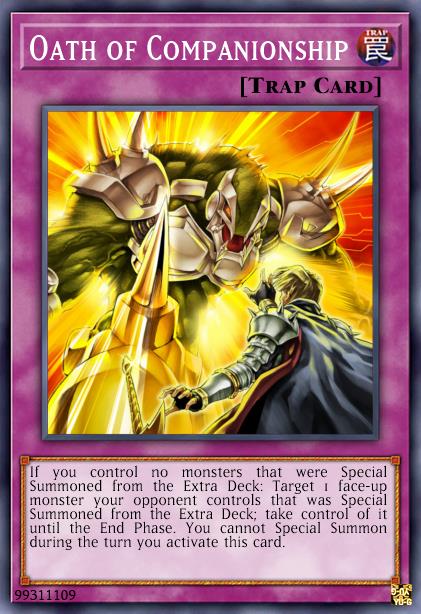 OATH OF COMPANIONSHIP
TRAP
罠
[TRAP CARD]
If you control no monsters that were Special
Summoned from the Extra Deck: Target 1 face-up
monster your opponent controls that was Special
Summoned from the Extra Deck; take control of it
until the End Phase. You cannot Special Summon
during the turn you activate this card.
99311109